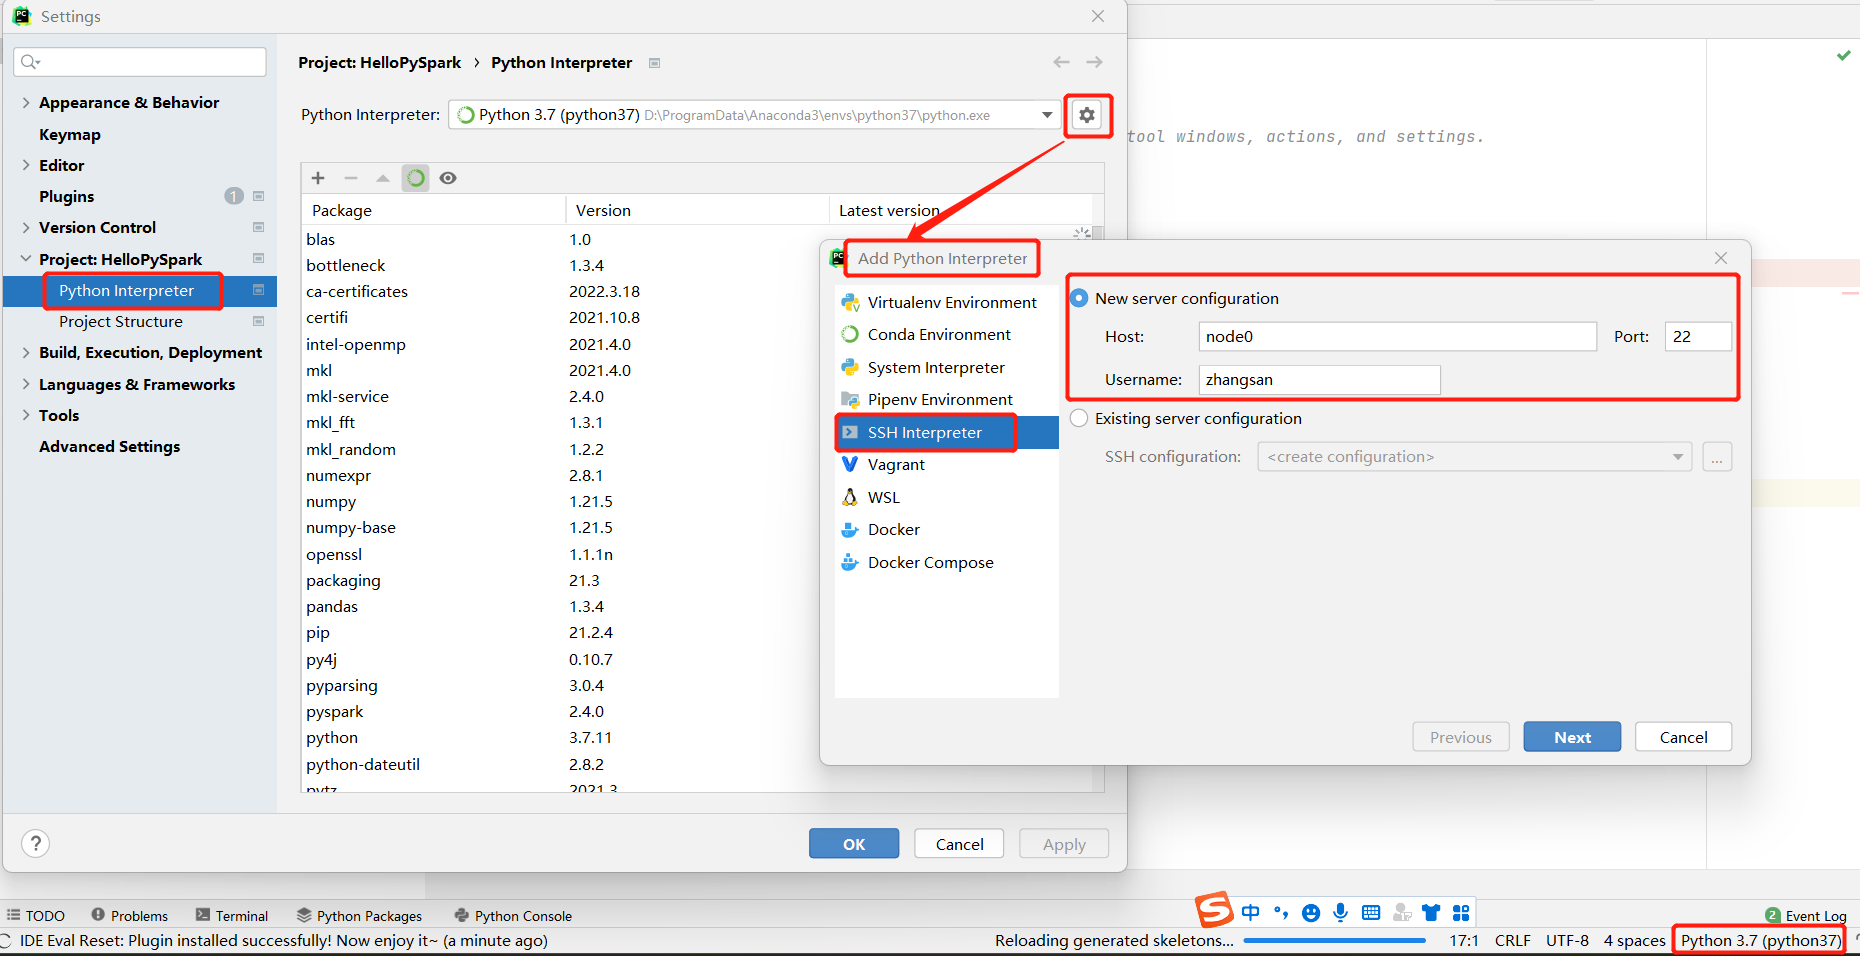 Settings
Project: HelloPySpark › Python Interpreter
Appearance & Behavior
Keymap
Editor
Plugins 1
Version Control
Project: HelloPySpark
Python Interpreter
Project Structure
Build, Execution, Deployment
Languages & Frameworks
Tools
Advanced Settings
Python Interpreter: Python 3.7 (python37) D:\ProgramData\Anaconda3\envs\python37\python.exe
tool windows, actions, and settings.
Package Version Latest version
blas 1.0
bottleneck 1.3.4
ca-certificates 2022.3.18
certifi 2021.10.8
intel-openmp 2021.4.0
mkl 2021.4.0
mkl-service 2.4.0
mkl_fft 1.3.1
mkl_random 1.2.2
numexpr 2.8.1
numpy 1.21.5
numpy-base 1.21.5
openssl 1.1.1n
packaging 21.3
pandas 1.3.4
pip 21.2.4
py4j 0.10.7
pyparsing 3.0.4
pyspark 2.4.0
python 3.7.11
python-dateutil 2.8.2
pytz 2021.3
Add Python Interpreter
Virtualenv Environment
Conda Environment
System Interpreter
Pipenv Environment
SSH Interpreter
Vagrant
WSL
Docker
Docker Compose
New server configuration
Host: node0 Port: 22
Username: zhangsan
Existing server configuration
SSH configuration: <create configuration> ...
Previous Next Cancel
? OK Cancel Apply
TODO Problems Terminal Python Packages Python Console
中
2 Event Log
IDE Eval Reset: Plugin installed successfully! Now enjoy it~ (a minute ago)
Reloading generated skeletons... 17:1 CRLF UTF-8 4 spaces Python 3.7 (python37)